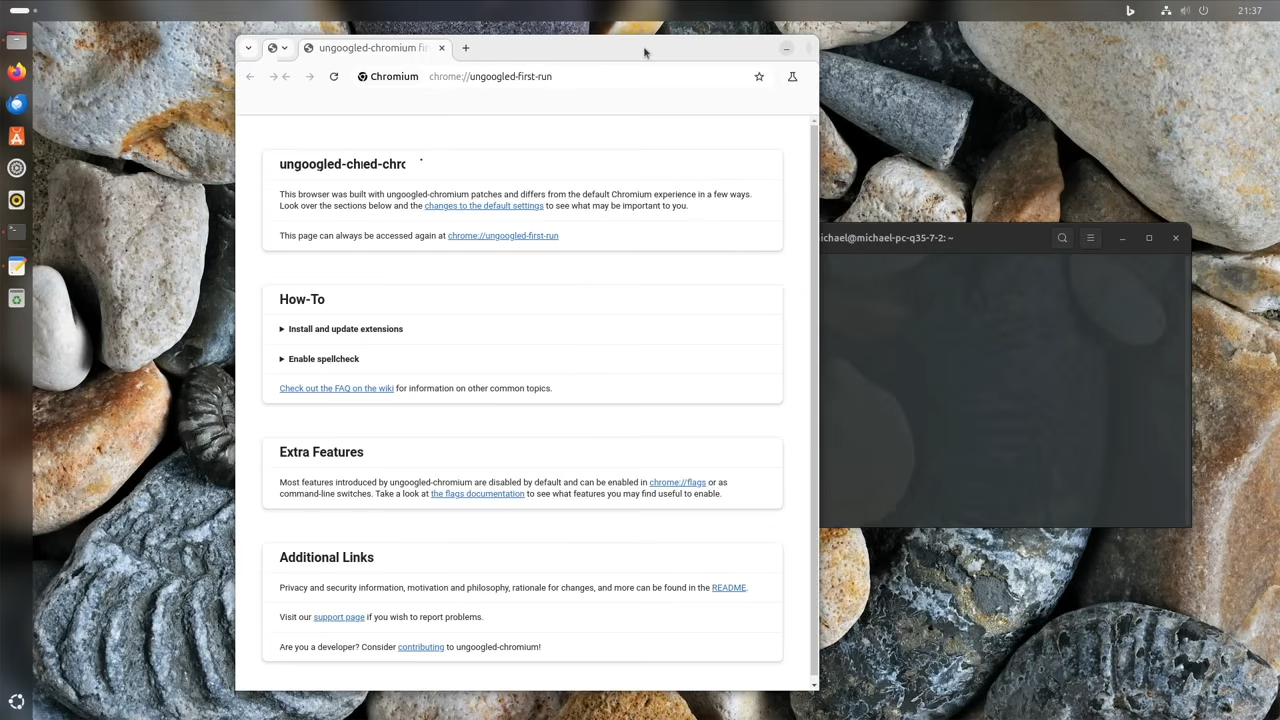 21:37
ungoogled-chromium fi
Chromium chrome://ungoogled-first-run
This browser was built with ungoogled-chromium patches and differs from the default Chromium experience in a few ways.
Look over the sections below and the changes to the default settings to see what may be important to you.
This page can always be accessed again at chrome://ungoogled-first-run
ichael@michael-pc-q35-7-2: ~
How-To
Install and update extensions
Enable spellcheck
Check out the FAQ on the wiki for information on other common topics.
Extra Features
Most features introduced by ungoogled-chromium are disabled by default and can be enabled in chrome://flags or as
command-line switches. Take a look at the flags documentation to see what features you may find useful to enable.
Additional Links
Privacy and security information, motivation and philosophy, rationale for changes, and more can be found in the README.
Visit our support page if you wish to report problems.
Are you a developer? Consider contributing to ungoogled-chromium!